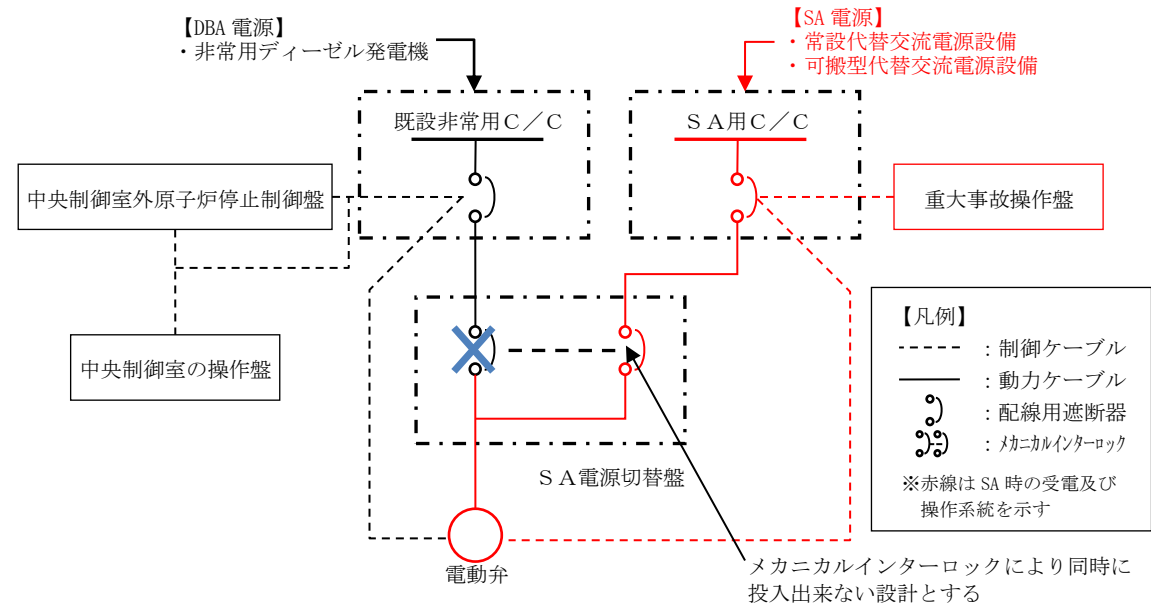 【DBA 電源】
・非常用ディーゼル発電機
【SA 電源】
・常設代替交流電源設備
・可搬型代替交流電源設備
既設非常用C/C
SA用C/C
中央制御室外原子炉停止制御盤
重大事故操作盤
中央制御室の操作盤
SA電源切替盤
電動弁
メカニカルインターロックにより同時に
投入出来ない設計とする
【凡例】
:制御ケーブル
:動力ケーブル
:配線用遮断器
:メカニカルインターロック
※赤線は SA 時の受電及び
操作系統を示す